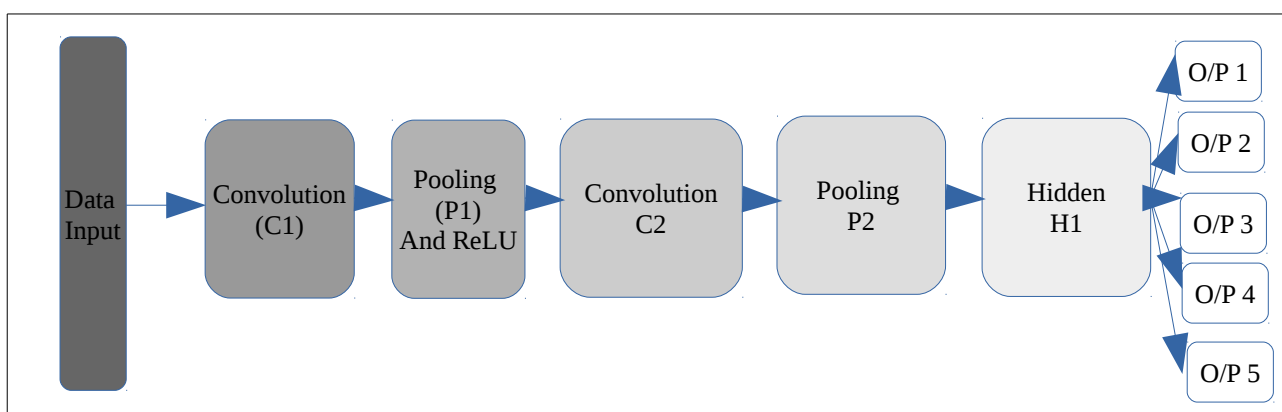 Data
Input
Convolution
(C1)
Pooling
(P1)
And ReLU
Convolution
C2
Pooling
P2
Hidden
H1
O/P 1
O/P 2
O/P 3
O/P 4
O/P 5